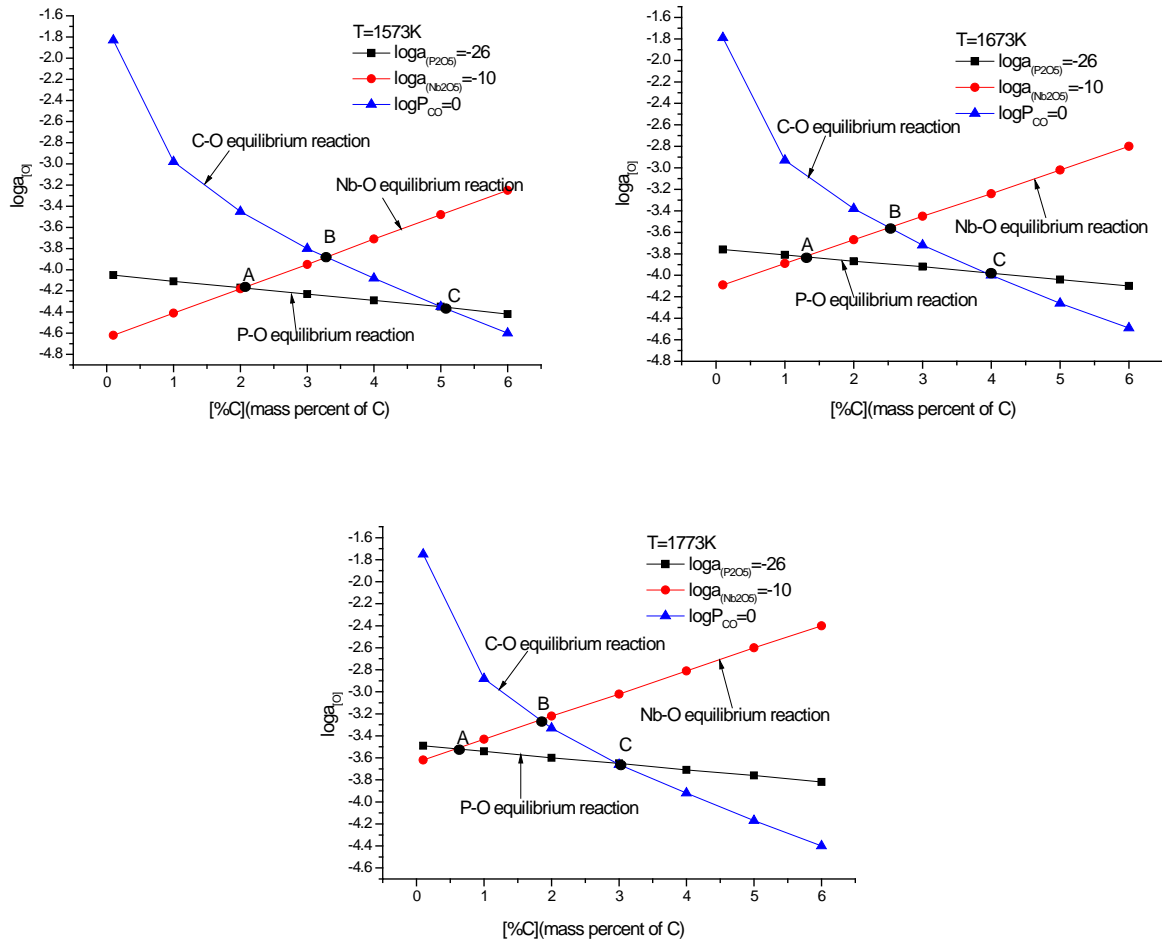 T=1573K
loga(P2O5)=-26
loga(Nb2O5)=-10
logPCO=0
C-O equilibrium reaction
Nb-O equilibrium reaction
P-O equilibrium reaction
A
B
C
loga[O]
-1.6
-1.8
-2.0
-2.2
-2.4
-2.6
-2.8
-3.0
-3.2
-3.4
-3.6
-3.8
-4.0
-4.2
-4.4
-4.6
-4.8
0 1 2 3 4 5 6
[%C](mass percent of C)
T=1673K
loga(P2O5)=-26
loga(Nb2O5)=-10
logPCO=0
C-O equilibrium reaction
B
Nb-O equilibrium reaction
A
C
P-O equilibrium reaction
loga[O]
-1.6
-1.8
-2.0
-2.2
-2.4
-2.6
-2.8
-3.0
-3.2
-3.4
-3.6
-3.8
-4.0
-4.2
-4.4
-4.6
-4.8
0 1 2 3 4 5 6
[%C](mass percent of C)
T=1773K
loga(P2O5)=-26
loga(Nb2O5)=-10
logPCO=0
C-O equilibrium reaction
B
Nb-O equilibrium reaction
A
C
P-O equilibrium reaction
loga[O]
-1.6
-1.8
-2.0
-2.2
-2.4
-2.6
-2.8
-3.0
-3.2
-3.4
-3.6
-3.8
-4.0
-4.2
-4.4
-4.6
0 1 2 3 4 5 6
[%C](mass percent of C)